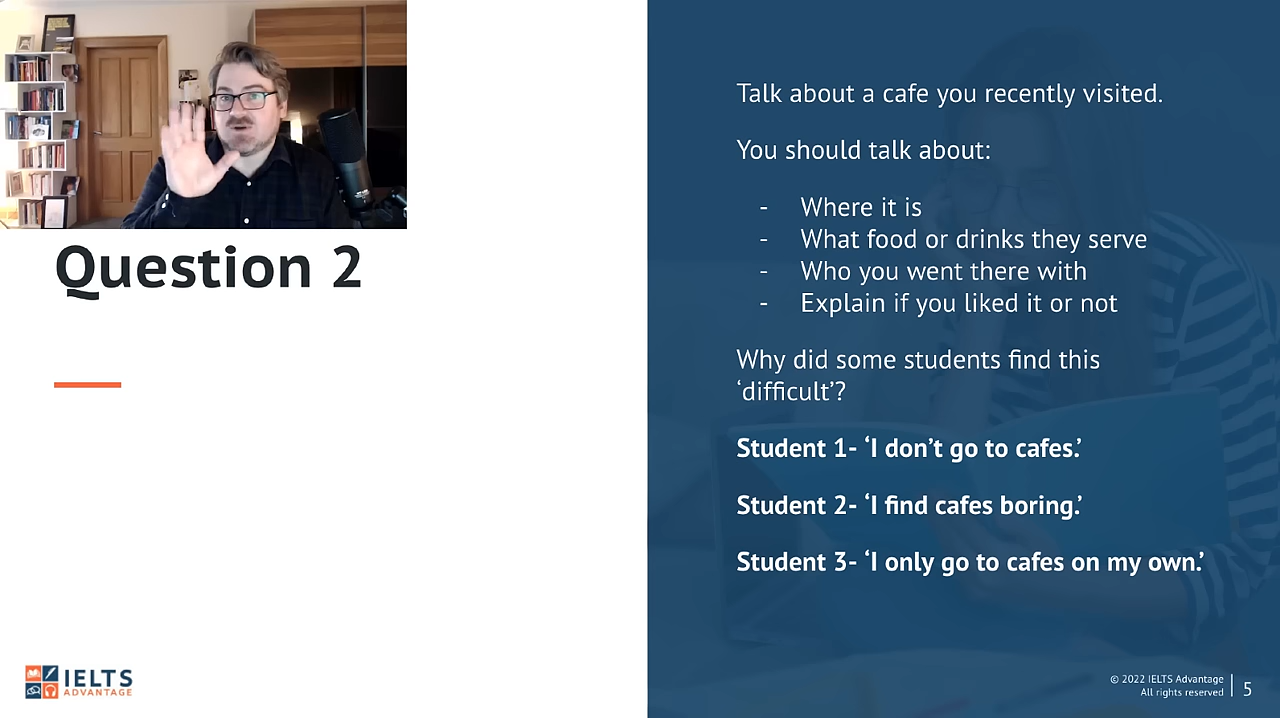 Question 2
Talk about a cafe you recently visited.
You should talk about:
- Where it is
- What food or drinks they serve
- Who you went there with
- Explain if you liked it or not
Why did some students find this
‘difficult’?
Student 1- ‘I don’t go to cafes.’
Student 2- ‘I find cafes boring.’
Student 3- ‘I only go to cafes on my own.’
IELTS
ADVANTAGE
© 2022 IELTS Advantage
All rights reserved
5